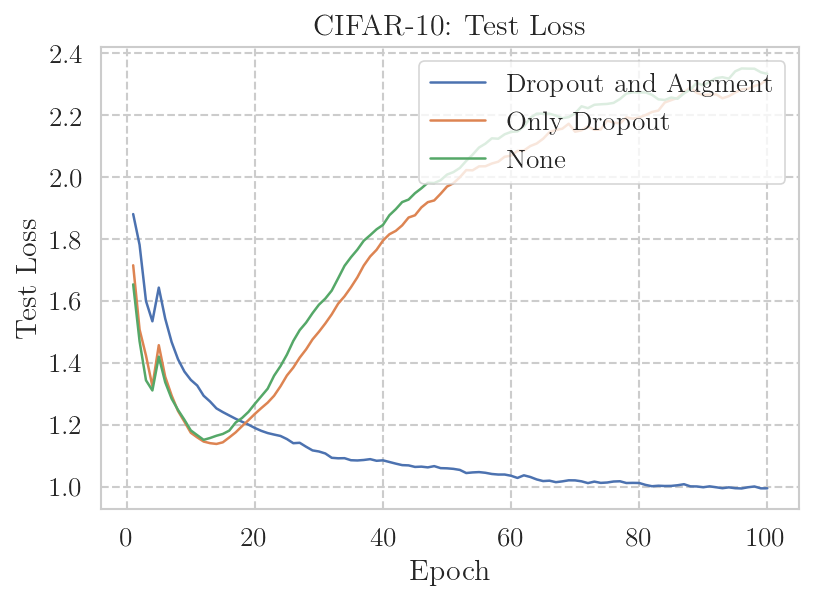 CIFAR-10: Test Loss
2.4
2.2
2.0
1.8
1.6
1.4
1.2
1.0
Test Loss
Dropout and Augment
Only Dropout
None
0 20 40 60 80 100
Epoch